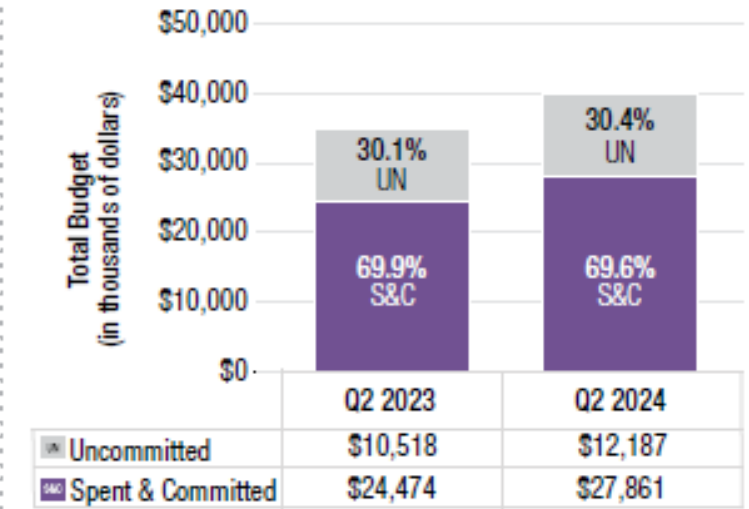 $50,000
$40,000
$30,000
$20,000
$10,000
$0
Total Budget
(in thousands of dollars)
30.1%
UN
69.9%
S&C
30.4%
UN
69.6%
S&C
Q2 2023 Q2 2024
UN Uncommitted $10,518 $12,187
S&C Spent & Committed $24,474 $27,861